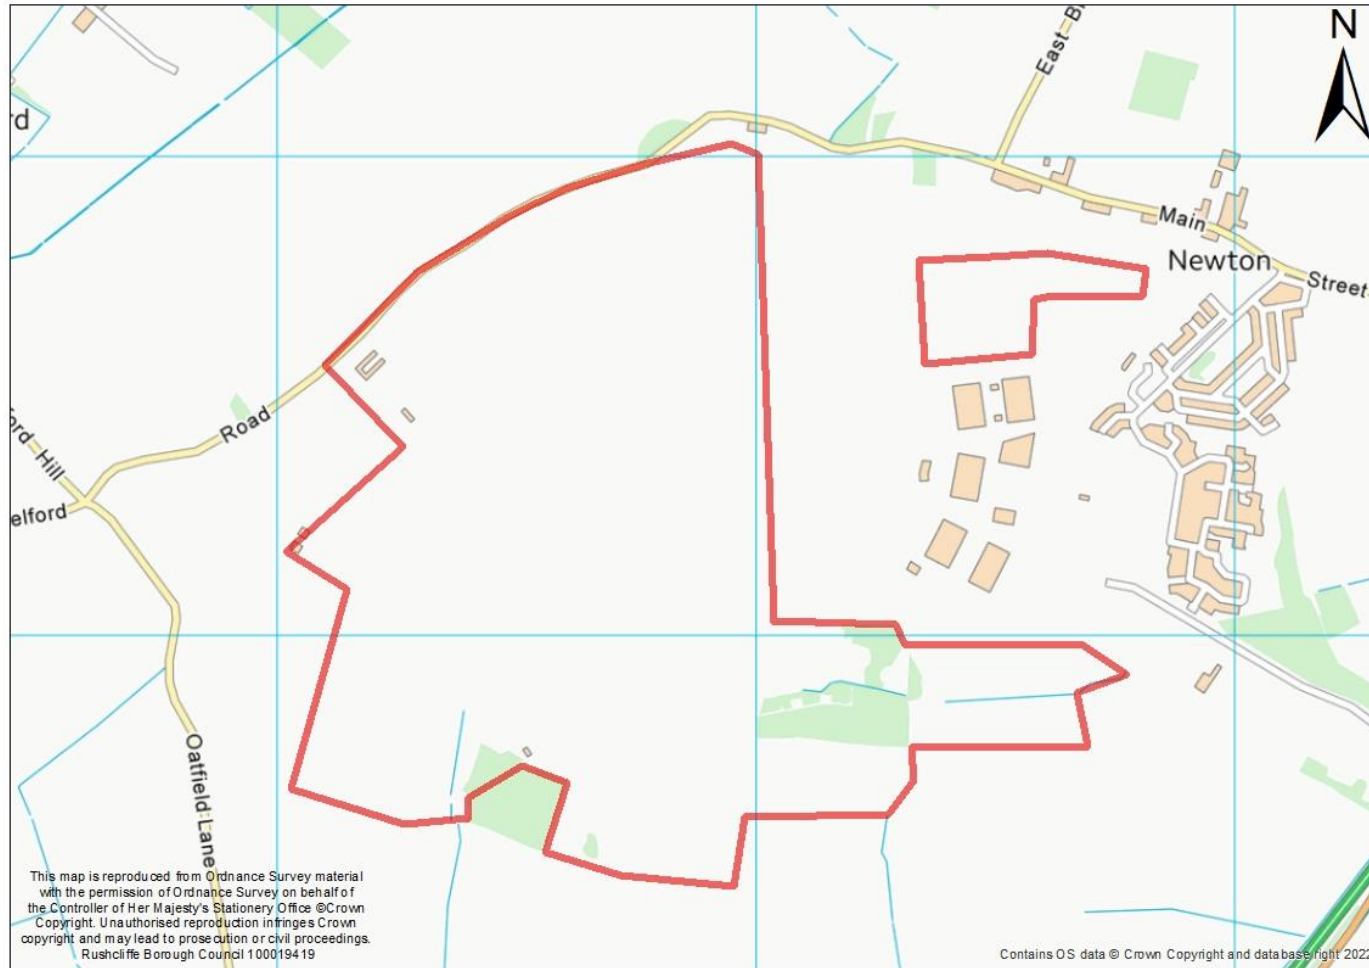 N
East B
rd
Main
Newton
Street
Road
ord Hill
elford
Oatfield Lane
This map is reproduced from Ordnance Survey material
with the permission of Ordnance Survey on behalf of
the Controller of Her Majesty's Stationery Office ©Crown
Copyright. Unauthorised reproduction infringes Crown
copyright and may lead to prosecution or civil proceedings.
Rushcliffe Borough Council 100019419
Contains OS data © Crown Copyright and database right 2022